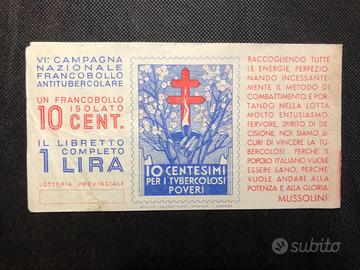 VIª CAMPAGNA
NAZIONALE
FRANCOBOLLO
ANTITUBERCOLARE
UN FRANCOBOLLO
ISOLATO
10 CENT.
IL LIBRETTO
COMPLETO
1 LIRA
LOTTERIA PROVINCIALE
10 CENTESIMI
PER I TVBERCOLOSI
POVERI
RACCOGLIENDO TUTTE
LE ENERGIE, PERFEZIO-
NANDO INCESSANTE-
MENTE IL METODO DI
COMBATTIMENTO E POR-
TANDO NELLA LOTTA
MOLTO ENTUSIASMO,
FERVORE, SPIRITO DI DE-
CISIONE, NOI SIAMO SI-
CURI DI VINCERE LA TU-
BERCOLOSI. PERCHÈ IL
POPOLO ITALIANO VUOLE
ESSERE SANO, PERCHÈ
VUOLE ANDARE ALLA
POTENZA E ALLA GLORIA.
MUSSOLINI
subito